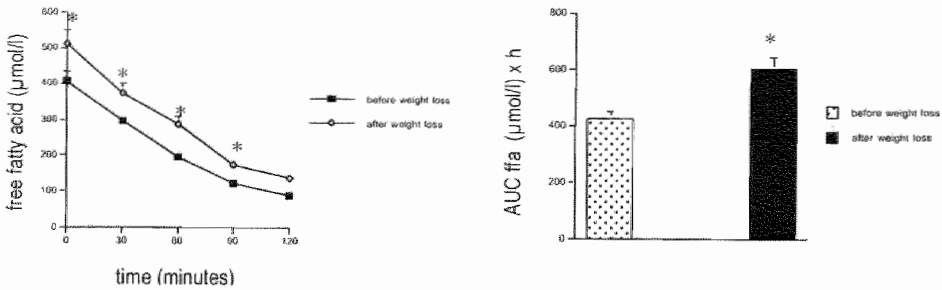 free fatty acid (µmol/l)
600
500
400
300
200
100
0
*
*
*
*
0 30 60 90 120
time (minutes)
before weight loss
after weight loss
AUC ffa (µmol/l) x h
800
600
400
200
0
*
before weight loss
after weight loss